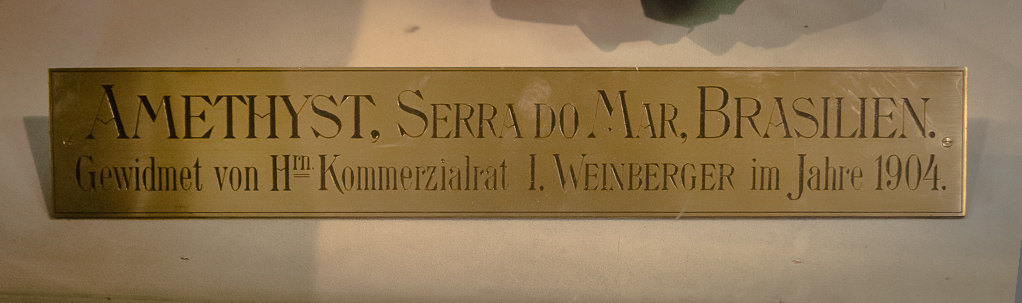 AMETHYST, SERRA DO MAR, BRASILIEN.
Gewidmet von Hrn. Kommerzialrat I. WEINBERGER im Jahre 1904.